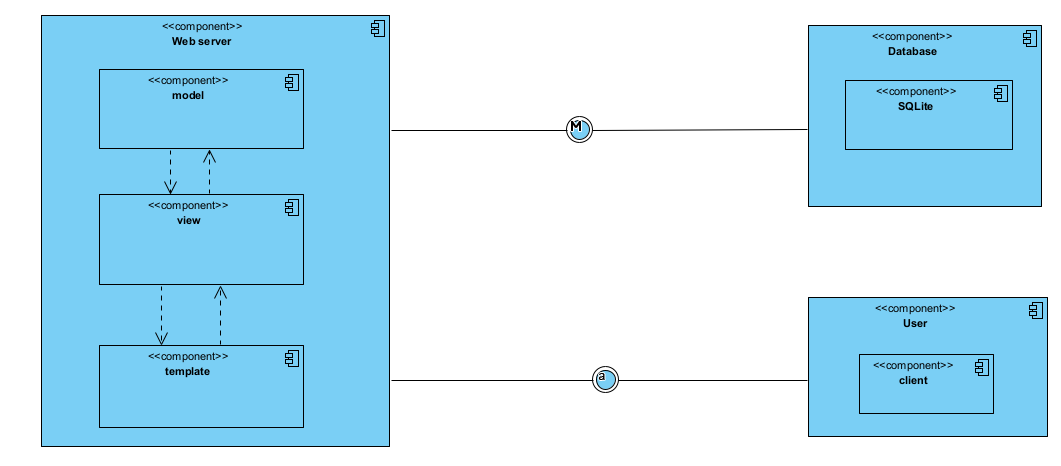 <<component>>
Web server
<<component>>
model
<<component>>
view
<<component>>
template
M
a
<<component>>
Database
<<component>>
SQLite
<<component>>
User
<<component>>
client